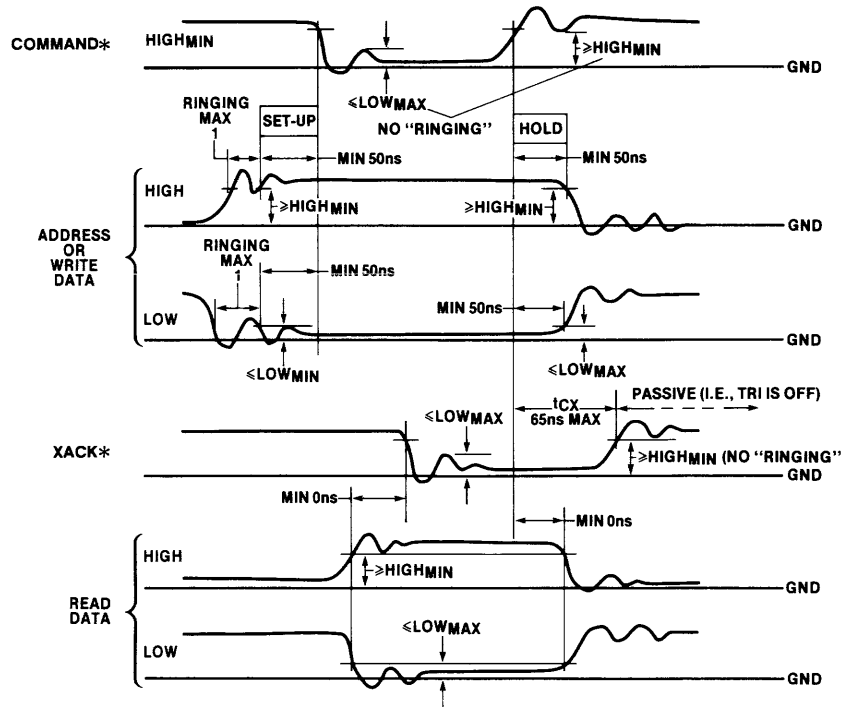 COMMAND*
HIGHMIN
≥HIGHMIN
GND
≤LOWMAX
NO "RINGING"
RINGING
MAX
1
SET-UP
HOLD
MIN 50ns
MIN 50ns
HIGH
≥HIGHMIN
≥HIGHMIN
GND
ADDRESS
OR
WRITE
DATA
RINGING
MAX
1
MIN 50ns
MIN 50ns
LOW
GND
≤LOWMIN
≤LOWMAX
PASSIVE (I.E., TRI IS OFF)
tCX
65ns MAX
≤LOWMAX
XACK*
≥HIGHMIN (NO "RINGING"
GND
MIN 0ns
MIN 0ns
HIGH
≥HIGHMIN
GND
READ
DATA
≤LOWMAX
LOW
GND